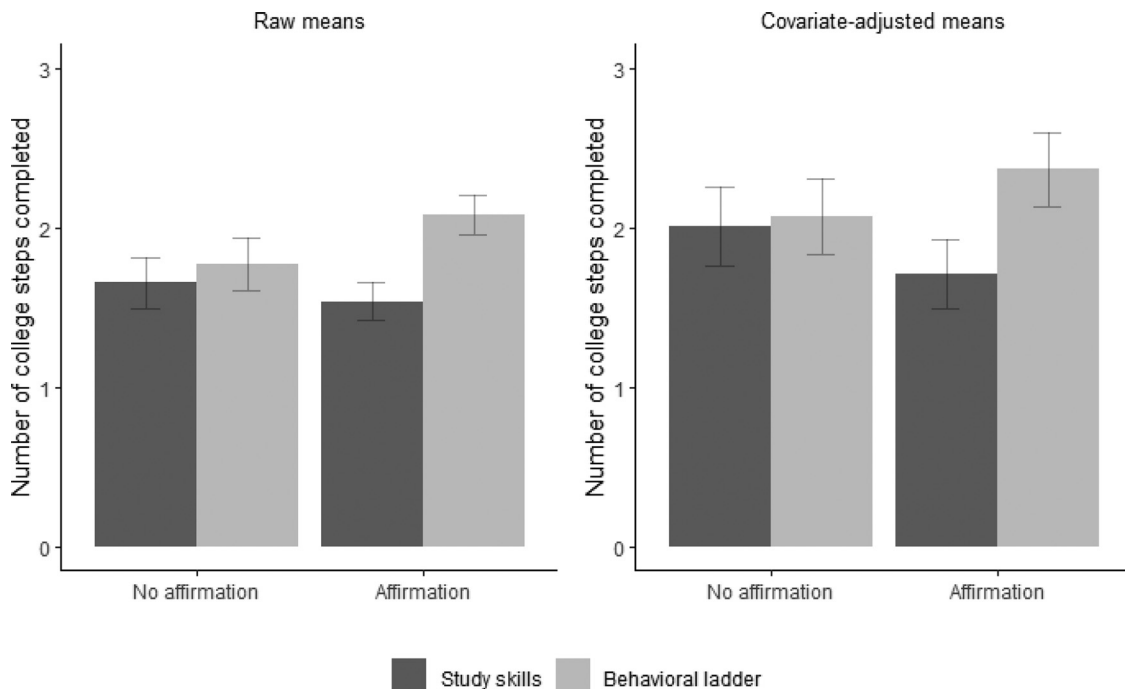 Raw means
Number of college steps completed
3
2
1
0
No affirmation Affirmation
Covariate-adjusted means
Number of college steps completed
3
2
1
0
No affirmation Affirmation
Study skills Behavioral ladder